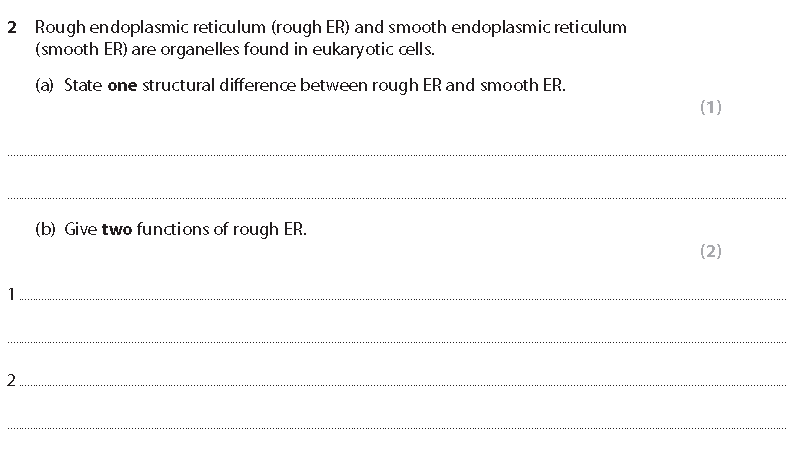 2 Rough endoplasmic reticulum (rough ER) and smooth endoplasmic reticulum
(smooth ER) are organelles found in eukaryotic cells.
(a) State one structural difference between rough ER and smooth ER.
(1)
(b) Give two functions of rough ER.
(2)
1
2